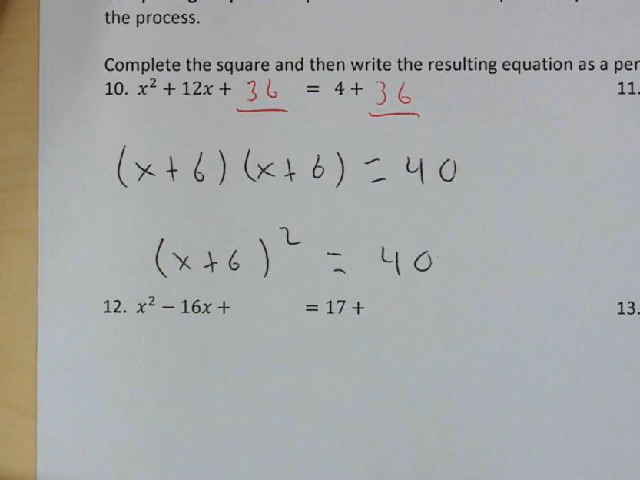 the process.
Complete the square and then write the resulting equation as a per
10. x² + 12x + 36 = 4 + 36
11.
(x+6)(x+6) = 40
(x+6)² = 40
12. x² − 16x + = 17 +
13.